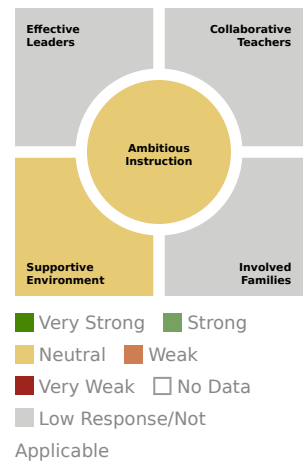 Effective
Leaders
Collaborative
Teachers
Ambitious
Instruction
Supportive
Environment
Involved
Families
Very Strong
Strong
Neutral
Weak
Very Weak
No Data
Low Response/Not
Applicable